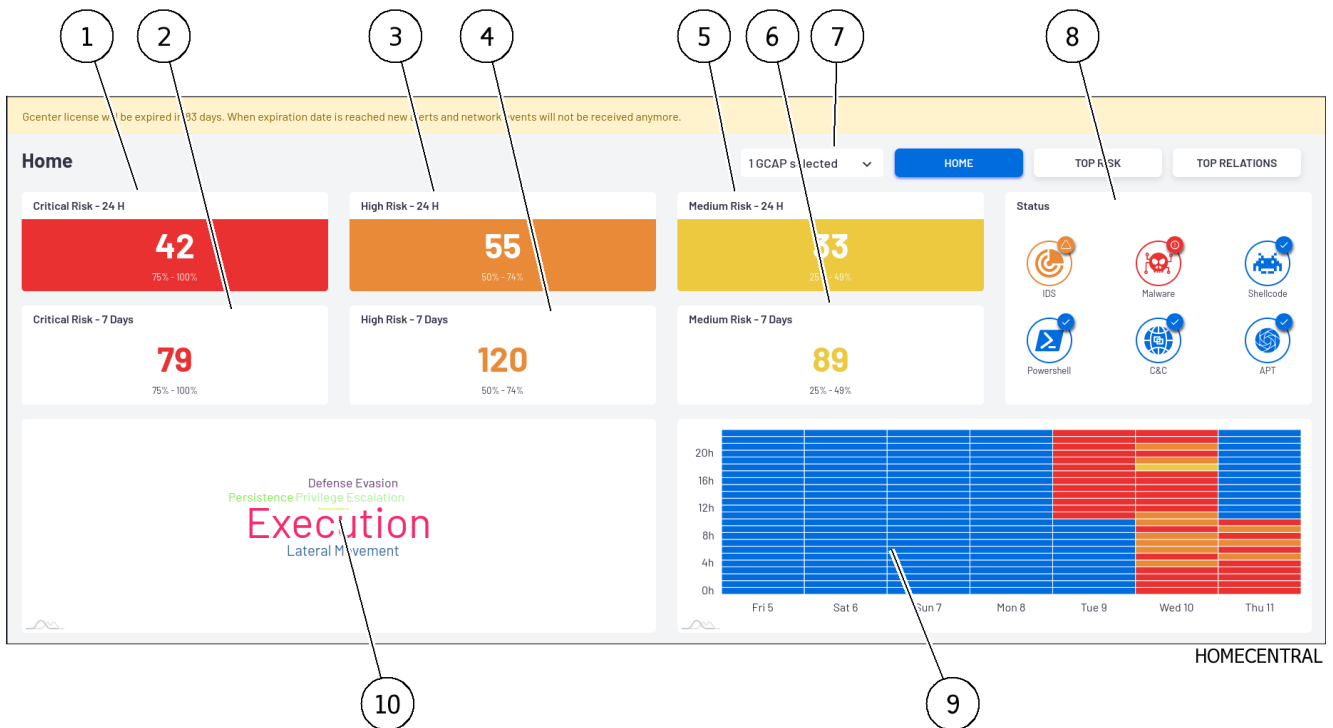 1 2 3 4 5 6 7 8
Gcenter license will be expired in 83 days. When expiration date is reached new alerts and network events will not be received anymore.
Home
1 GCAP selected
HOME
TOP RISK
TOP RELATIONS
Critical Risk - 24 H
High Risk - 24 H
Medium Risk - 24 H
Status
42
55
33
75% - 100%
50% - 74%
25% - 49%
IDS
Malware
Shellcode
Critical Risk - 7 Days
High Risk - 7 Days
Medium Risk - 7 Days
79
120
89
75% - 100%
50% - 74%
25% - 49%
Powershell
C&C
APT
Defense Evasion
Persistence Privilege Escalation
Execution
Lateral Movement
20h
16h
12h
8h
4h
0h
Fri 5 Sat 6 Sun 7 Mon 8 Tue 9 Wed 10 Thu 11
HOMECENTRAL
10 9